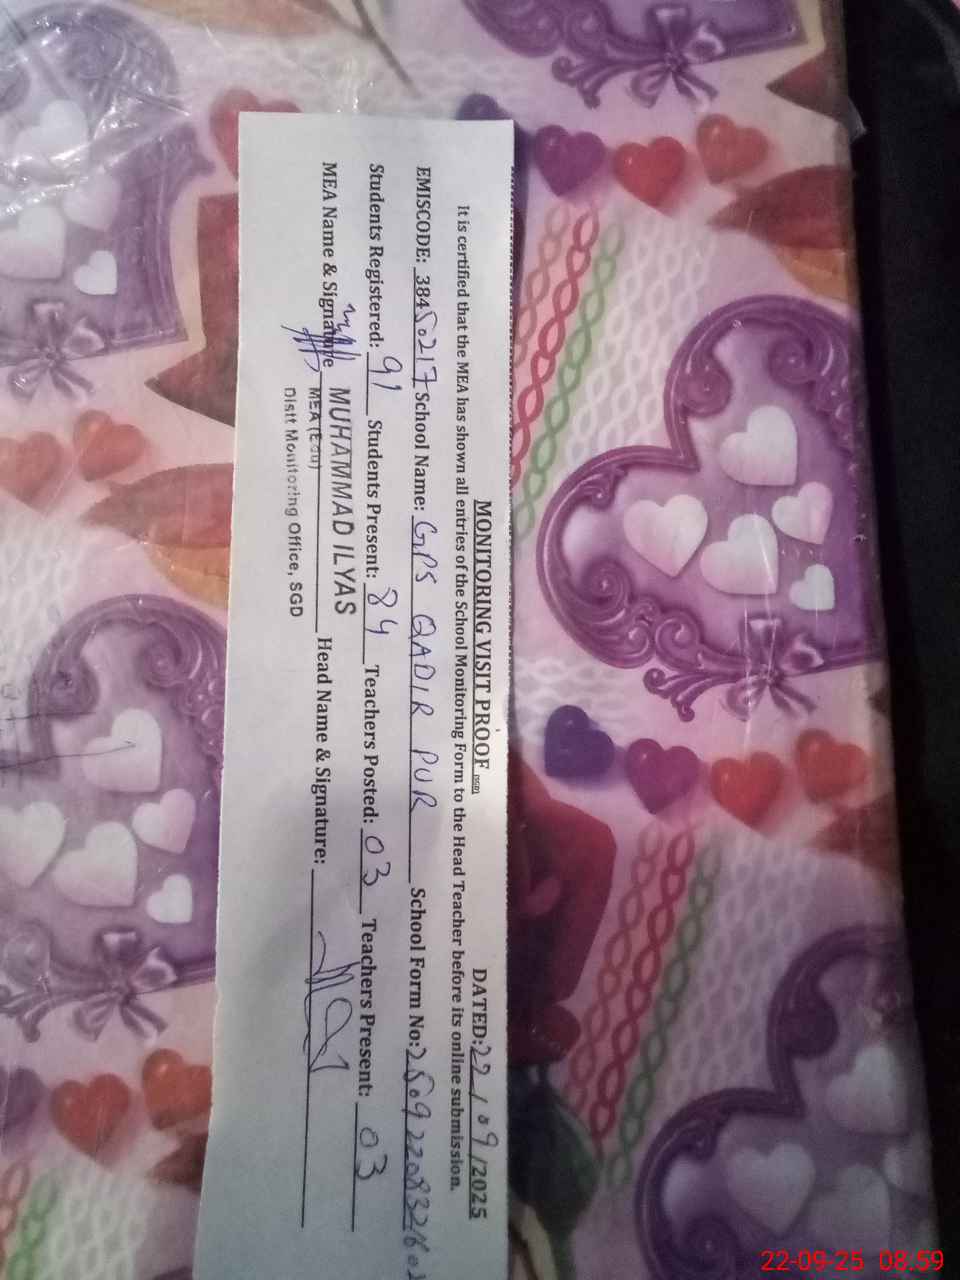 MONITORING VISIT PROOF (SGD) DATED: 22/09/2025
It is certified that the MEA has shown all entries of the School Monitoring Form to the Head Teacher before its online submission.
EMISCODE: 38450217 School Name: GPS QADIR PUR School Form No:
Students Registered: 91 Students Present: 84 Teachers Posted: 03 Teachers Present: 03
MEA Name & Signature MUHAMMAD ILYAS Head Name & Signature:
MEA (Edu)
Distt Monitoring Office, SGD
22-09-25 08:59